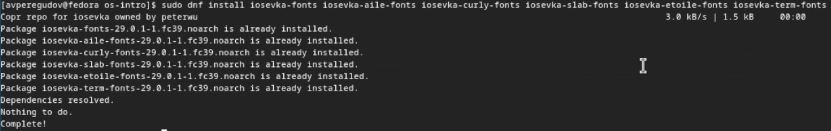 [avperegudov@fedora os-intro]$ sudo dnf install iosevka-fonts iosevka-aile-fonts iosevka-curly-fonts iosevka-slab-fonts iosevka-etoile-fonts iosevka-term-fonts
Copr repo for iosevka owned by peterwu 3.0 kB/s | 1.5 kB 00:00
Package iosevka-fonts-29.0.1-1.fc39.noarch is already installed.
Package iosevka-aile-fonts-29.0.1-1.fc39.noarch is already installed.
Package iosevka-curly-fonts-29.0.1-1.fc39.noarch is already installed.
Package iosevka-slab-fonts-29.0.1-1.fc39.noarch is already installed.
Package iosevka-etoile-fonts-29.0.1-1.fc39.noarch is already installed.
Package iosevka-term-fonts-29.0.1-1.fc39.noarch is already installed.
Dependencies resolved.
Nothing to do.
Complete!